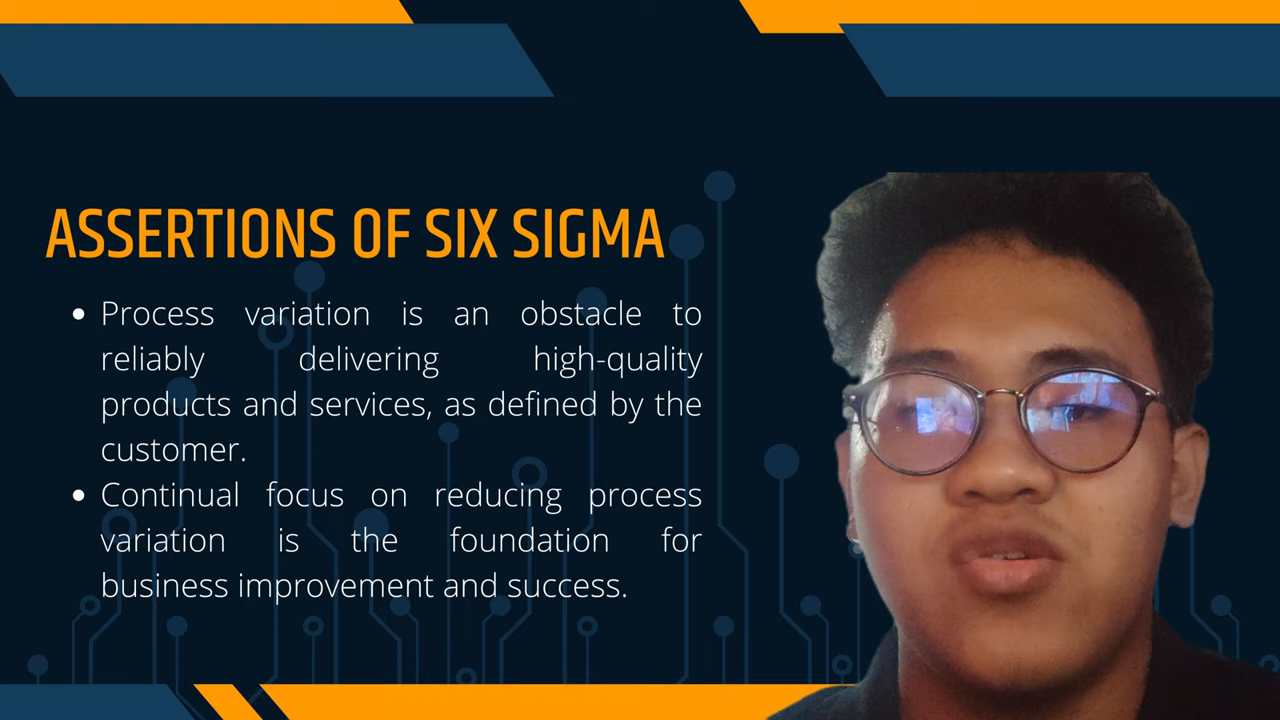 ASSERTIONS OF SIX SIGMA
• Process variation is an obstacle to
reliably delivering high-quality
products and services, as defined by the
customer.
• Continual focus on reducing process
variation is the foundation for
business improvement and success.